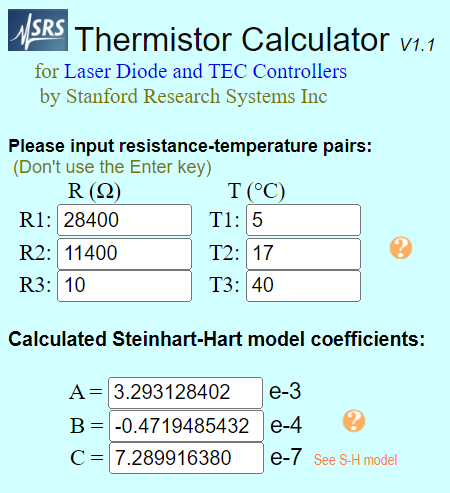 SRS Thermistor Calculator V1.1
for Laser Diode and TEC Controllers
by Stanford Research Systems Inc
Please input resistance-temperature pairs:
(Don't use the Enter key)
R (Ω) T (°C)
R1: 28400 T1: 5
R2: 11400 T2: 17 ?
R3: 10 T3: 40
Calculated Steinhart-Hart model coefficients:
A = 3.293128402 e-3
B = -0.4719485432 e-4 ?
C = 7.289916380 e-7 See S-H model